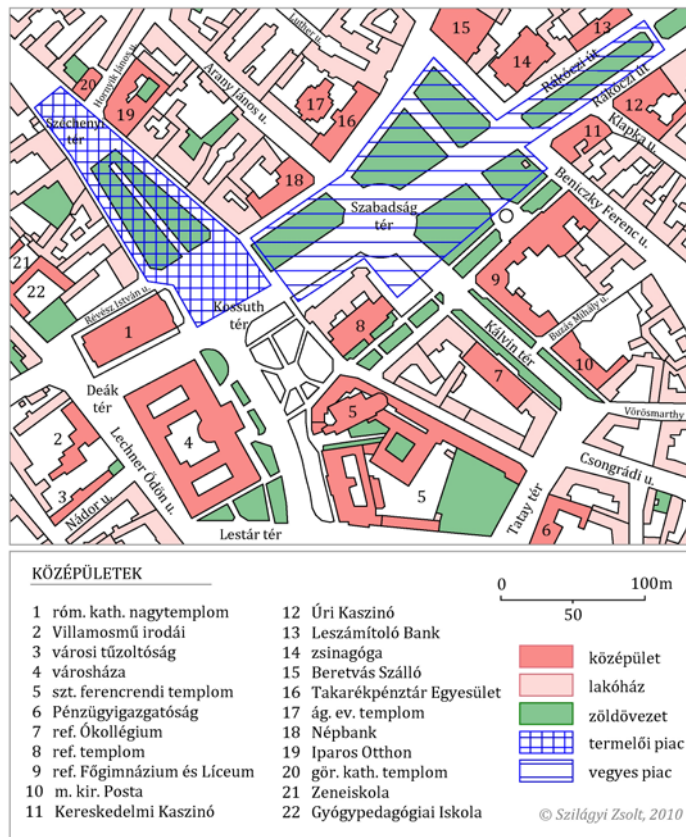 Luther u.
15
13
14
Rákóczi út
Rákóczi út
20
Hornyik János u.
Arany János u.
17
16
12
19
Széchenyi
tér
11
Klapka u.
18
Beniczky Ferenc u.
Szabadság
tér
21
22
9
Révész István u.
Kossuth
tér
Buzás Mihály u.
1
8
Kálvin tér
10
7
Deák
tér
5
Vörösmarthy
2
4
Lechner Ödön u.
Csongrádi u.
3
5
Nádor u.
Tatay tér
6
Lestár tér
KÖZÉPÜLETEK
1 róm. kath. nagytemplom
2 Villamosmű irodái
3 városi tűzoltóság
4 városháza
5 szt. ferencrendi templom
6 Pénzügyigazgatóság
7 ref. Ókollégium
8 ref. templom
9 ref. Főgimnázium és Líceum
10 m. kir. Posta
11 Kereskedelmi Kaszinó
12 Úri Kaszinó
13 Leszámítoló Bank
14 zsinagóga
15 Beretvás Szálló
16 Takarékpénztár Egyesület
17 ág. ev. templom
18 Népbank
19 Iparos Otthon
20 gör. kath. templom
21 Zeneiskola
22 Gyógypedagógiai Iskola
0 100m
50
középület
lakóház
zöldövezet
termelői piac
vegyes piac
© Szilágyi Zsolt, 2010